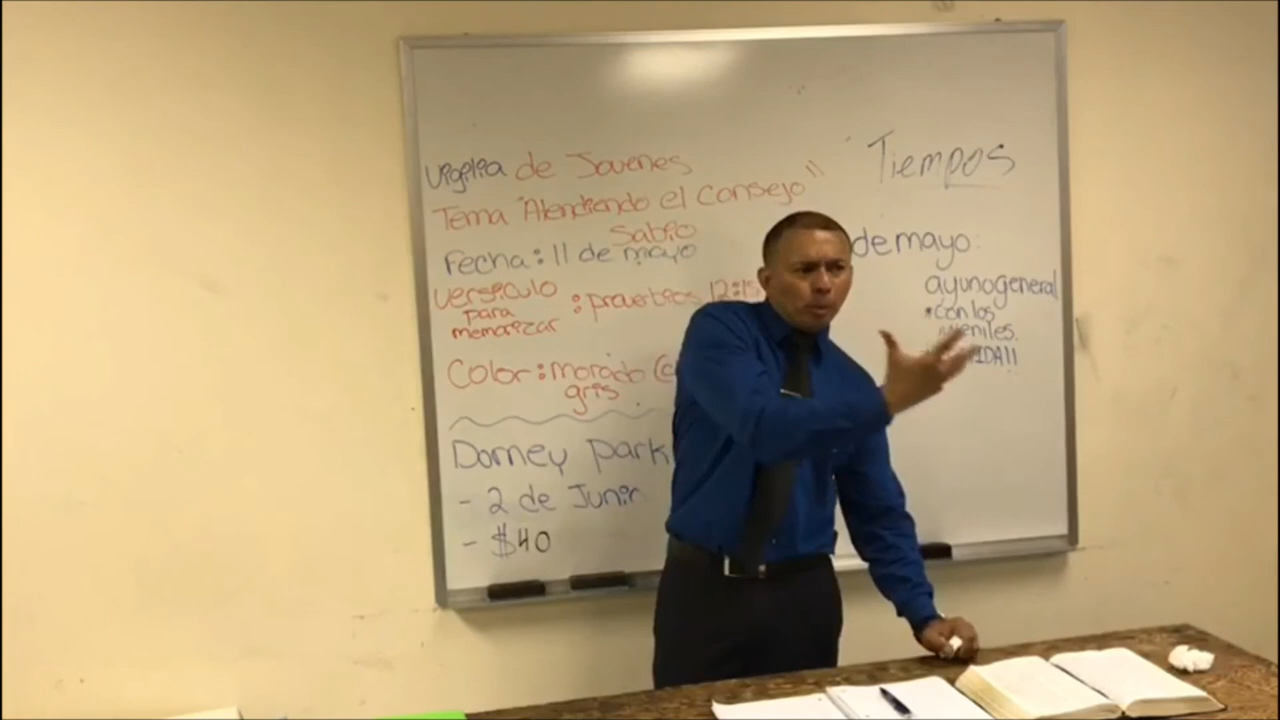 Vigilia de Jovenes
Tema "Atendiendo el Consejo"
Sabio
Fecha: 11 de mayo
Versiculo
para
memorizar
: proverbios 12:15
Color: morado
gris
Dorney Park
- 2 de Junio
- $40
Tiempos
de mayo:
ayuno general
*con los